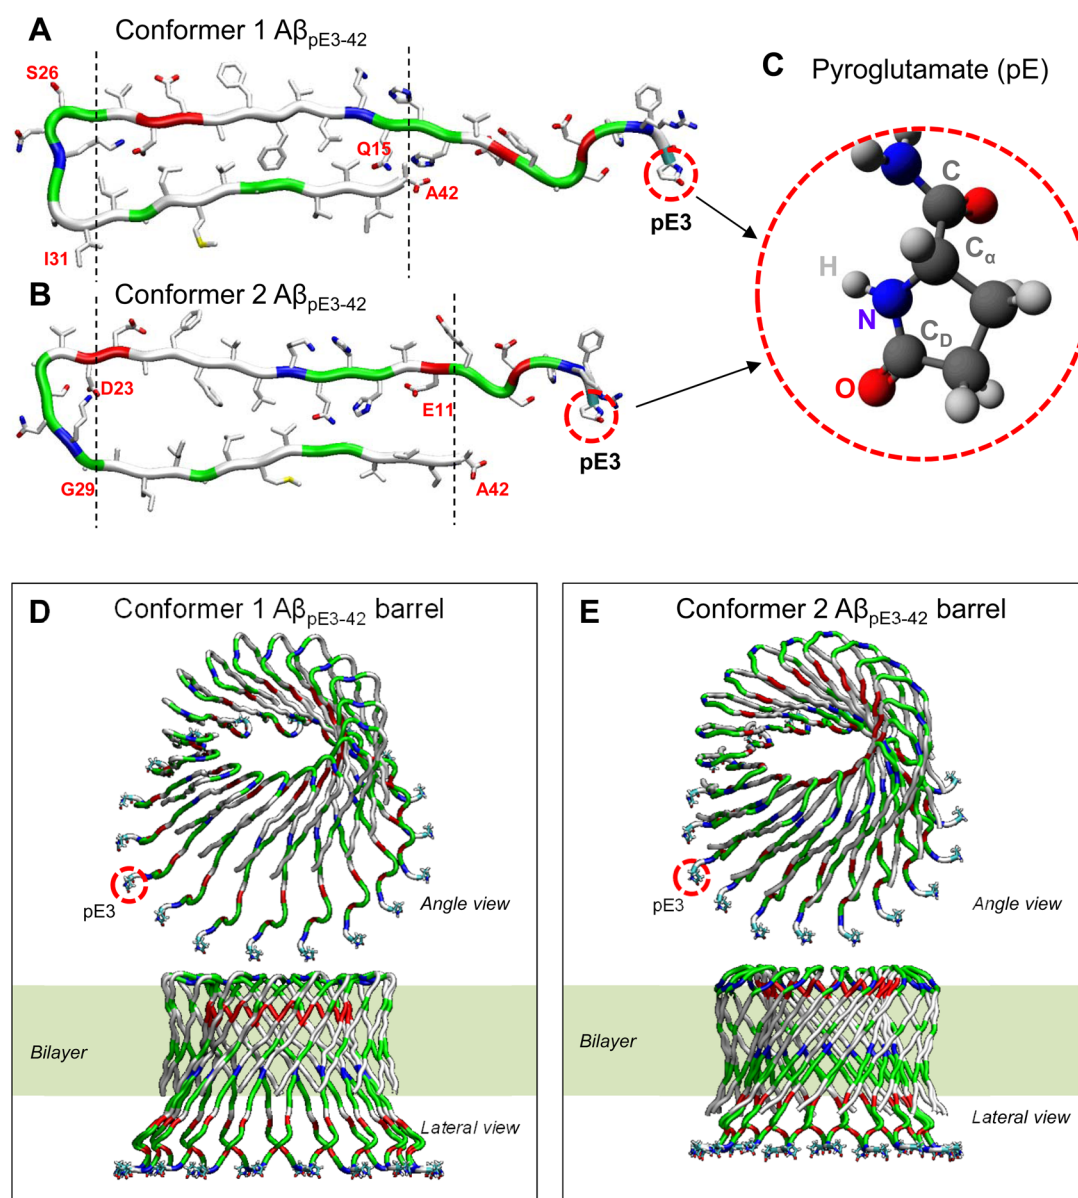 A
Conformer 1 AβpE3-42
S26
Q15
A42
I31
pE3
B
Conformer 2 AβpE3-42
D23
E11
G29
A42
pE3
C
Pyroglutamate (pE)
C
Cα
H
N
CD
O
D
Conformer 1 AβpE3-42 barrel
pE3
Angle view
Bilayer
Lateral view
E
Conformer 2 AβpE3-42 barrel
pE3
Angle view
Bilayer
Lateral view